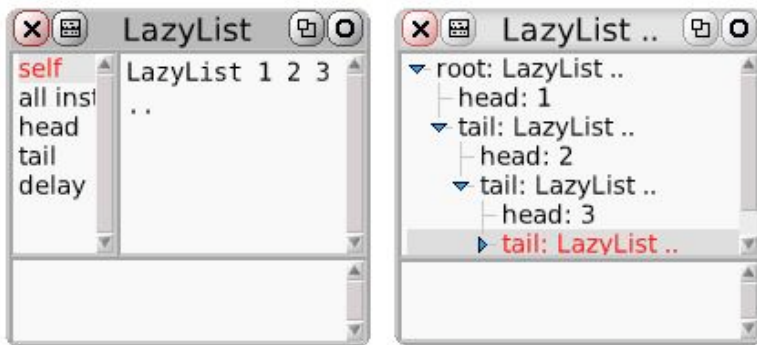 LazyList
self
all inst
head
tail
delay
LazyList 1 2 3
..
LazyList ..
root: LazyList ..
head: 1
tail: LazyList ..
head: 2
tail: LazyList ..
head: 3
tail: LazyList ..